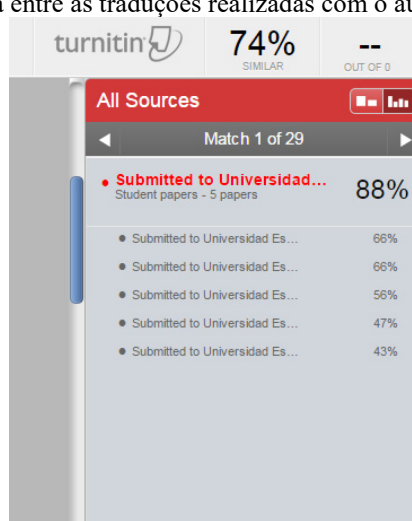 entre as traduções realizadas com o
turnitin 74% --
SIMILAR OUT OF 0
All Sources
Match 1 of 29
Submitted to Universidad... 88%
Student papers - 5 papers
Submitted to Universidad Es... 66%
Submitted to Universidad Es... 66%
Submitted to Universidad Es... 56%
Submitted to Universidad Es... 47%
Submitted to Universidad Es... 43%